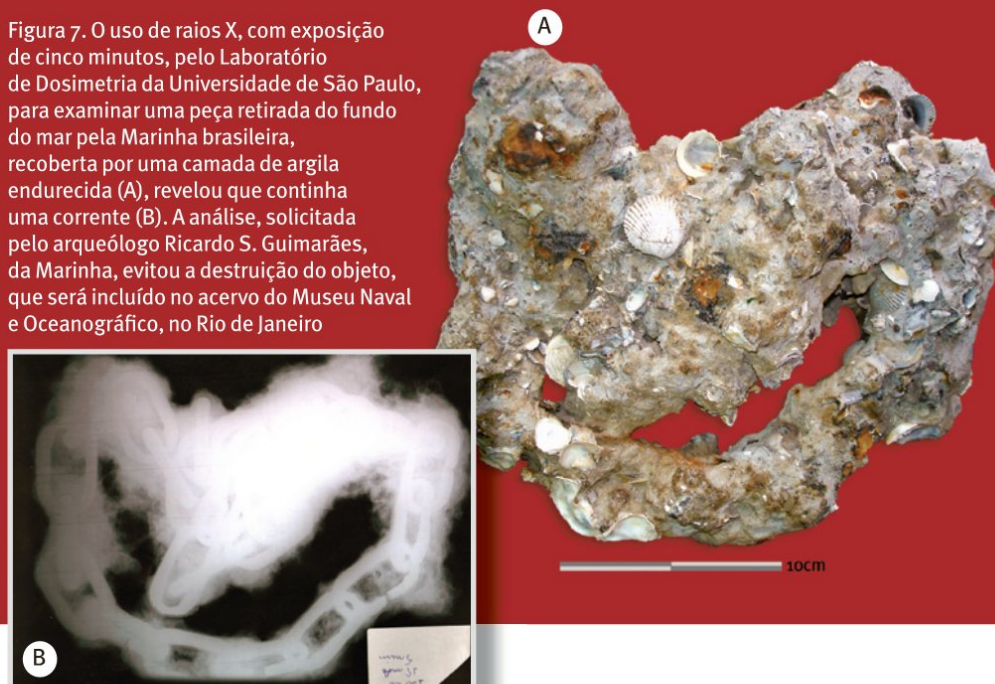 Figura 7. O uso de raios X, com exposição
de cinco minutos, pelo Laboratório
de Dosimetria da Universidade de São Paulo,
para examinar uma peça retirada do fundo
do mar pela Marinha brasileira,
recoberta por uma camada de argila
endurecida (A), revelou que continha
uma corrente (B). A análise, solicitada
pelo arqueólogo Ricardo S. Guimarães,
da Marinha, evitou a destruição do objeto,
que será incluído no acervo do Museu Naval
e Oceanográfico, no Rio de Janeiro
A
10cm
B